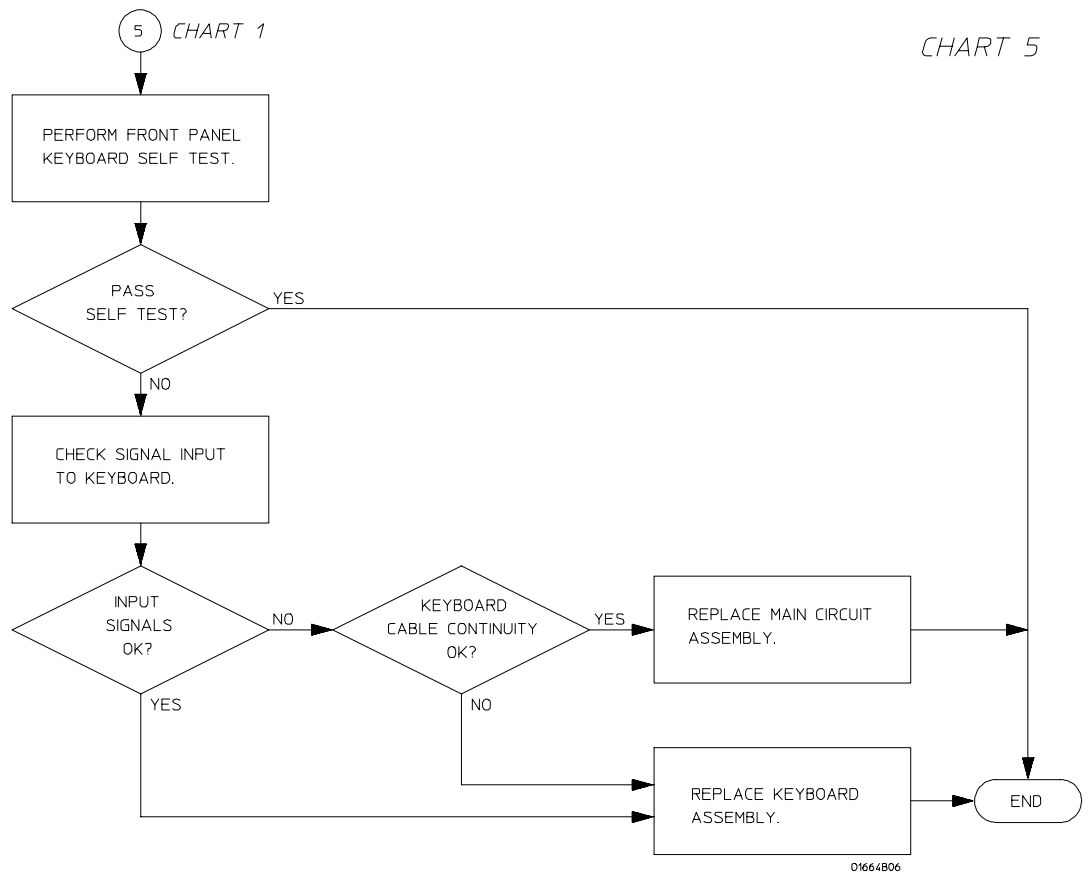 5 CHART 1
CHART 5
PERFORM FRONT PANEL
KEYBOARD SELF TEST.
PASS
SELF TEST?
YES
NO
CHECK SIGNAL INPUT
TO KEYBOARD.
INPUT
SIGNALS
OK?
NO
YES
KEYBOARD
CABLE CONTINUITY
OK?
YES
NO
REPLACE MAIN CIRCUIT
ASSEMBLY.
REPLACE KEYBOARD
ASSEMBLY.
END
01664B06